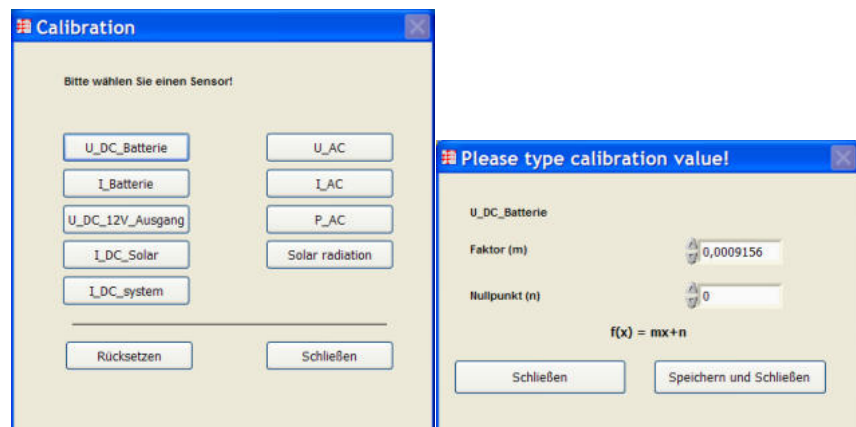 Calibration
Bitte wählen Sie einen Sensor!
U_DC_Batterie
U_AC
I_Batterie
I_AC
U_DC_12V_Ausgang
P_AC
I_DC_Solar
Solar radiation
I_DC_system
Rücksetzen
Schließen
Please type calibration value!
U_DC_Batterie
Faktor (m)
0,0009156
Nullpunkt (n)
0
f(x) = mx+n
Schließen
Speichern und Schließen